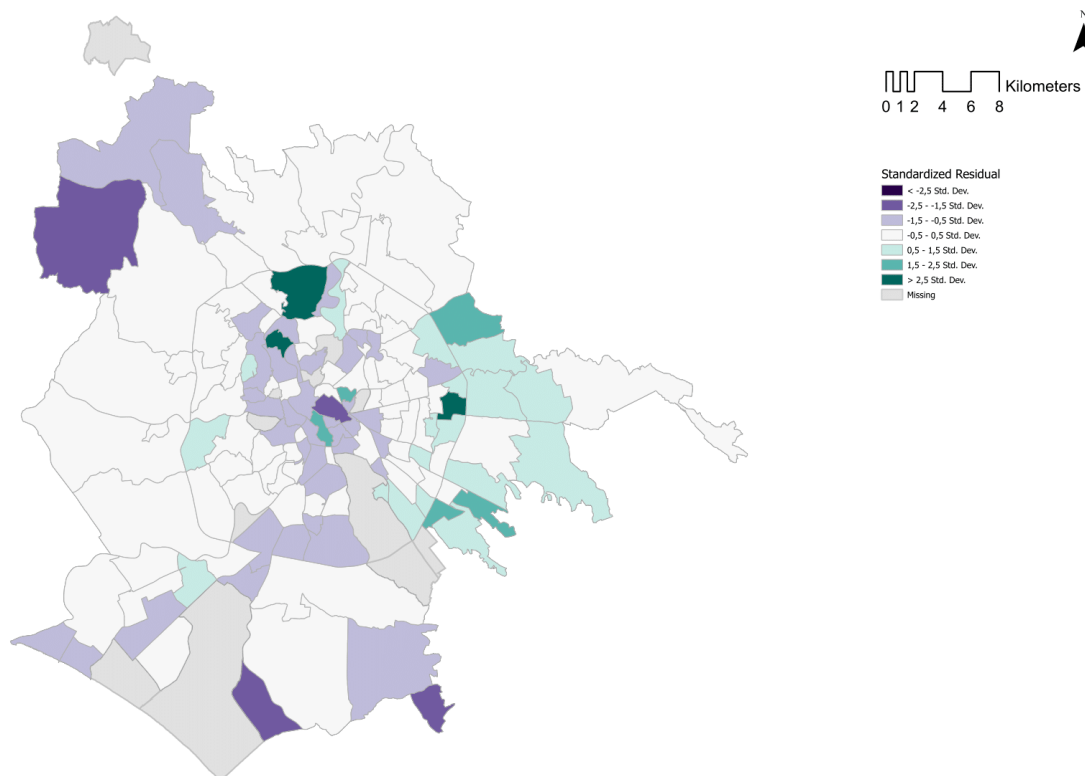 N
Kilometers
0 1 2 4 6 8
Standardized Residual
< -2,5 Std. Dev.
-2,5 - -1,5 Std. Dev.
-1,5 - -0,5 Std. Dev.
-0,5 - 0,5 Std. Dev.
0,5 - 1,5 Std. Dev.
1,5 - 2,5 Std. Dev.
> 2,5 Std. Dev.
Missing